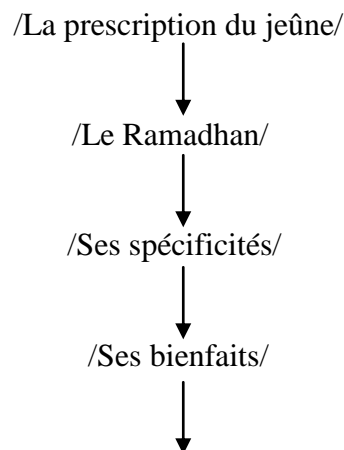 /La prescription du jeûne/
/Le Ramadhan/
/Ses spécificités/
/Ses bienfaits/